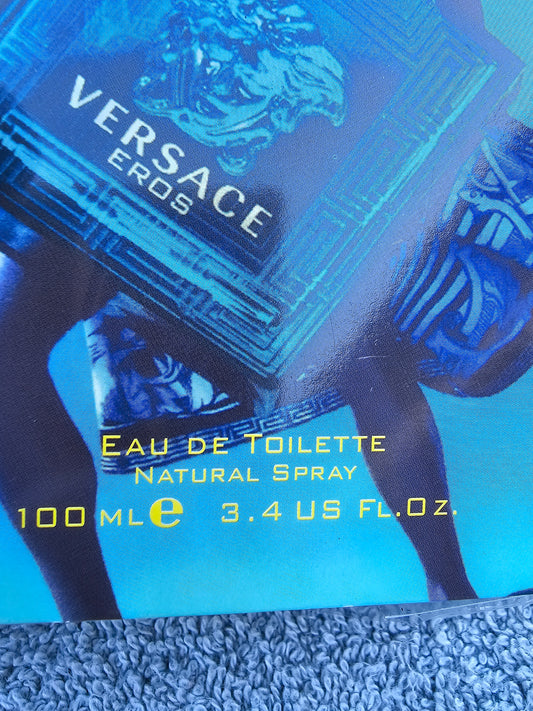 VERSACE
EROS
EAU DE TOILETTE
NATURAL SPRAY
100 ML e 3.4 US FL.OZ.